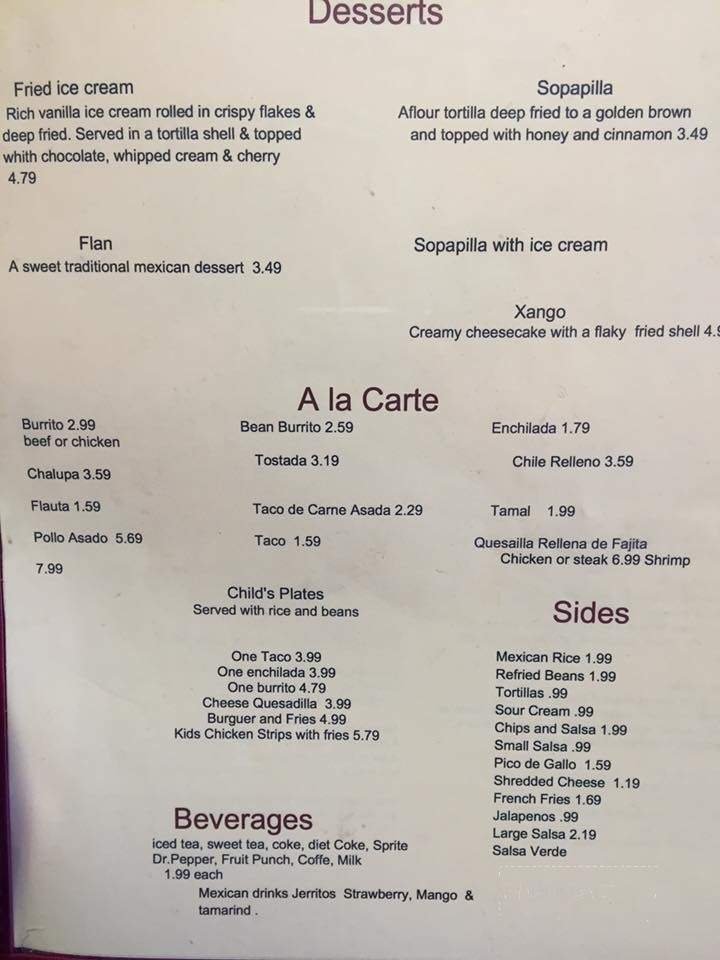 Desserts
Fried ice cream
Rich vanilla ice cream rolled in crispy flakes &
deep fried. Served in a tortilla shell & topped
whith chocolate, whipped cream & cherry
4.79
Sopapilla
Aflour tortilla deep fried to a golden brown
and topped with honey and cinnamon 3.49
Flan
A sweet traditional mexican dessert 3.49
Sopapilla with ice cream
Xango
Creamy cheesecake with a flaky fried shell
A la Carte
Burrito 2.99
beef or chicken
Chalupa 3.59
Flauta 1.59
Pollo Asado 5.69
7.99
Bean Burrito 2.59
Tostada 3.19
Taco de Carne Asada 2.29
Taco 1.59
Enchilada 1.79
Chile Relleno 3.59
Tamal 1.99
Quesailla Rellena de Fajita
Chicken or steak 6.99 Shrimp
Child's Plates
Served with rice and beans
One Taco 3.99
One enchilada 3.99
One burrito 4.79
Cheese Quesadilla 3.99
Burguer and Fries 4.99
Kids Chicken Strips with fries 5.79
Sides
Mexican Rice 1.99
Refried Beans 1.99
Tortillas .99
Sour Cream .99
Chips and Salsa 1.99
Small Salsa .99
Pico de Gallo 1.59
Shredded Cheese 1.19
French Fries 1.69
Jalapenos .99
Large Salsa 2.19
Salsa Verde
Beverages
iced tea, sweet tea, coke, diet Coke, Sprite
Dr.Pepper, Fruit Punch, Coffe, Milk
1.99 each
Mexican drinks Jerritos Strawberry, Mango &
tamarind .